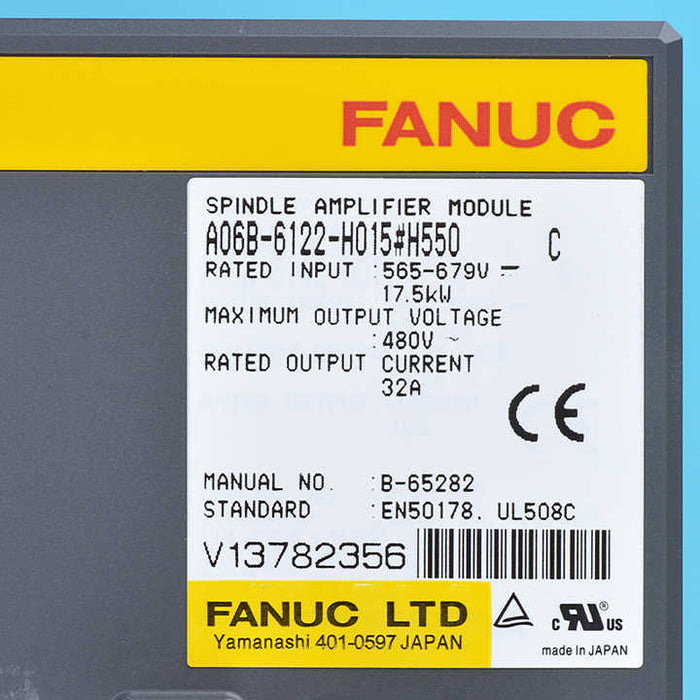 FANUC
SPINDLE AMPLIFIER MODULE
A06B-6122-H015#H550 C
RATED INPUT :565-679V ⎓
17.5kW
MAXIMUM OUTPUT VOLTAGE
:480V ~
RATED OUTPUT CURRENT
32A
CE
MANUAL NO. :B-65282
STANDARD :EN50178. UL508C
V13782356
FANUC LTD
Yamanashi 401-0597 JAPAN
c RU® US
made In JAPAN